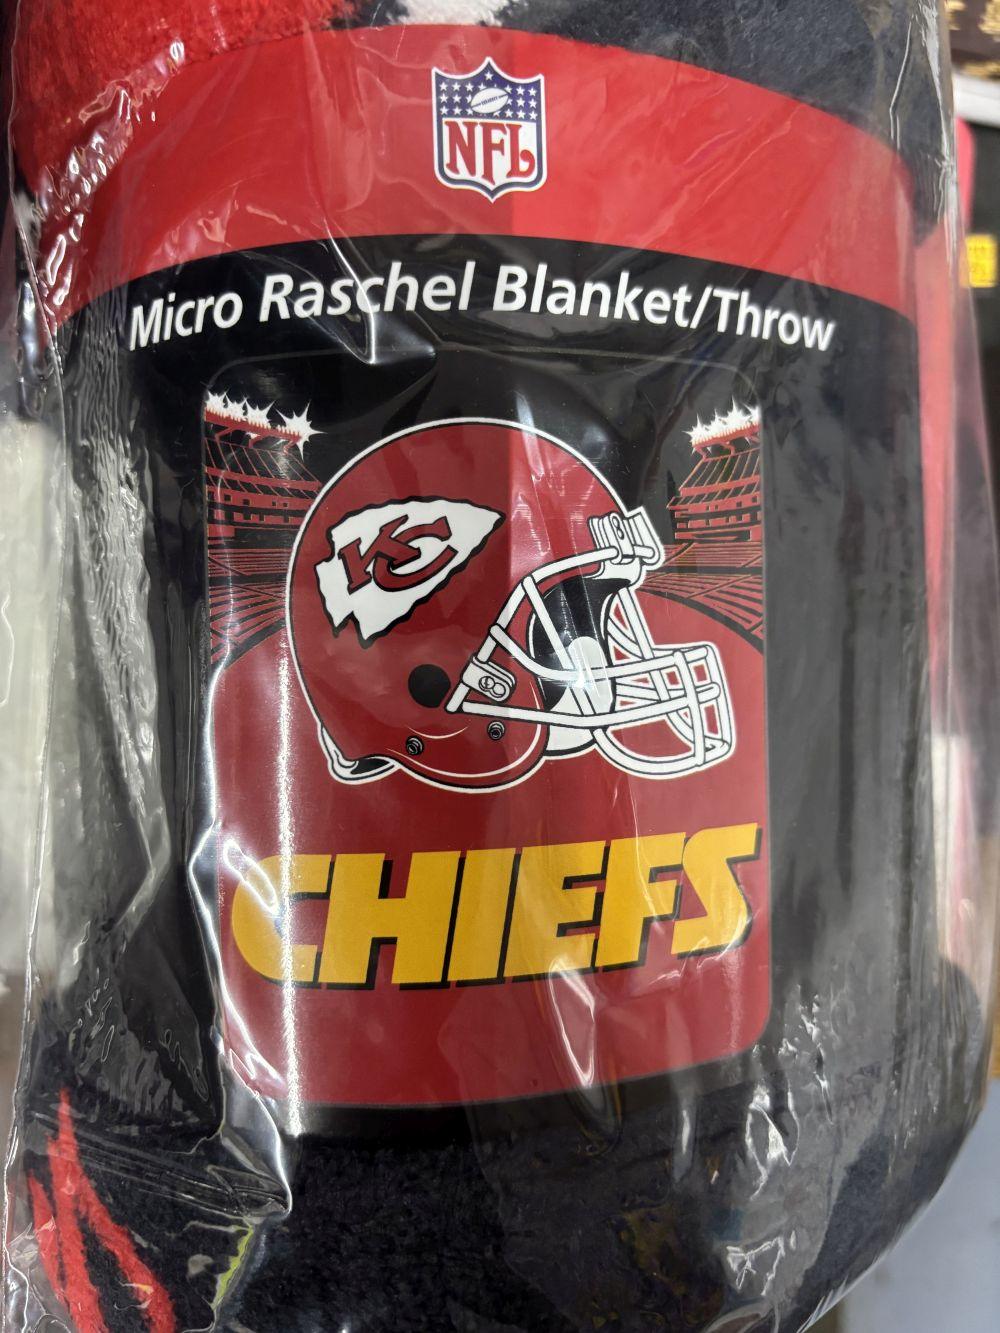 NFL
Micro Raschel Blanket/Throw
KC
CHIEFS